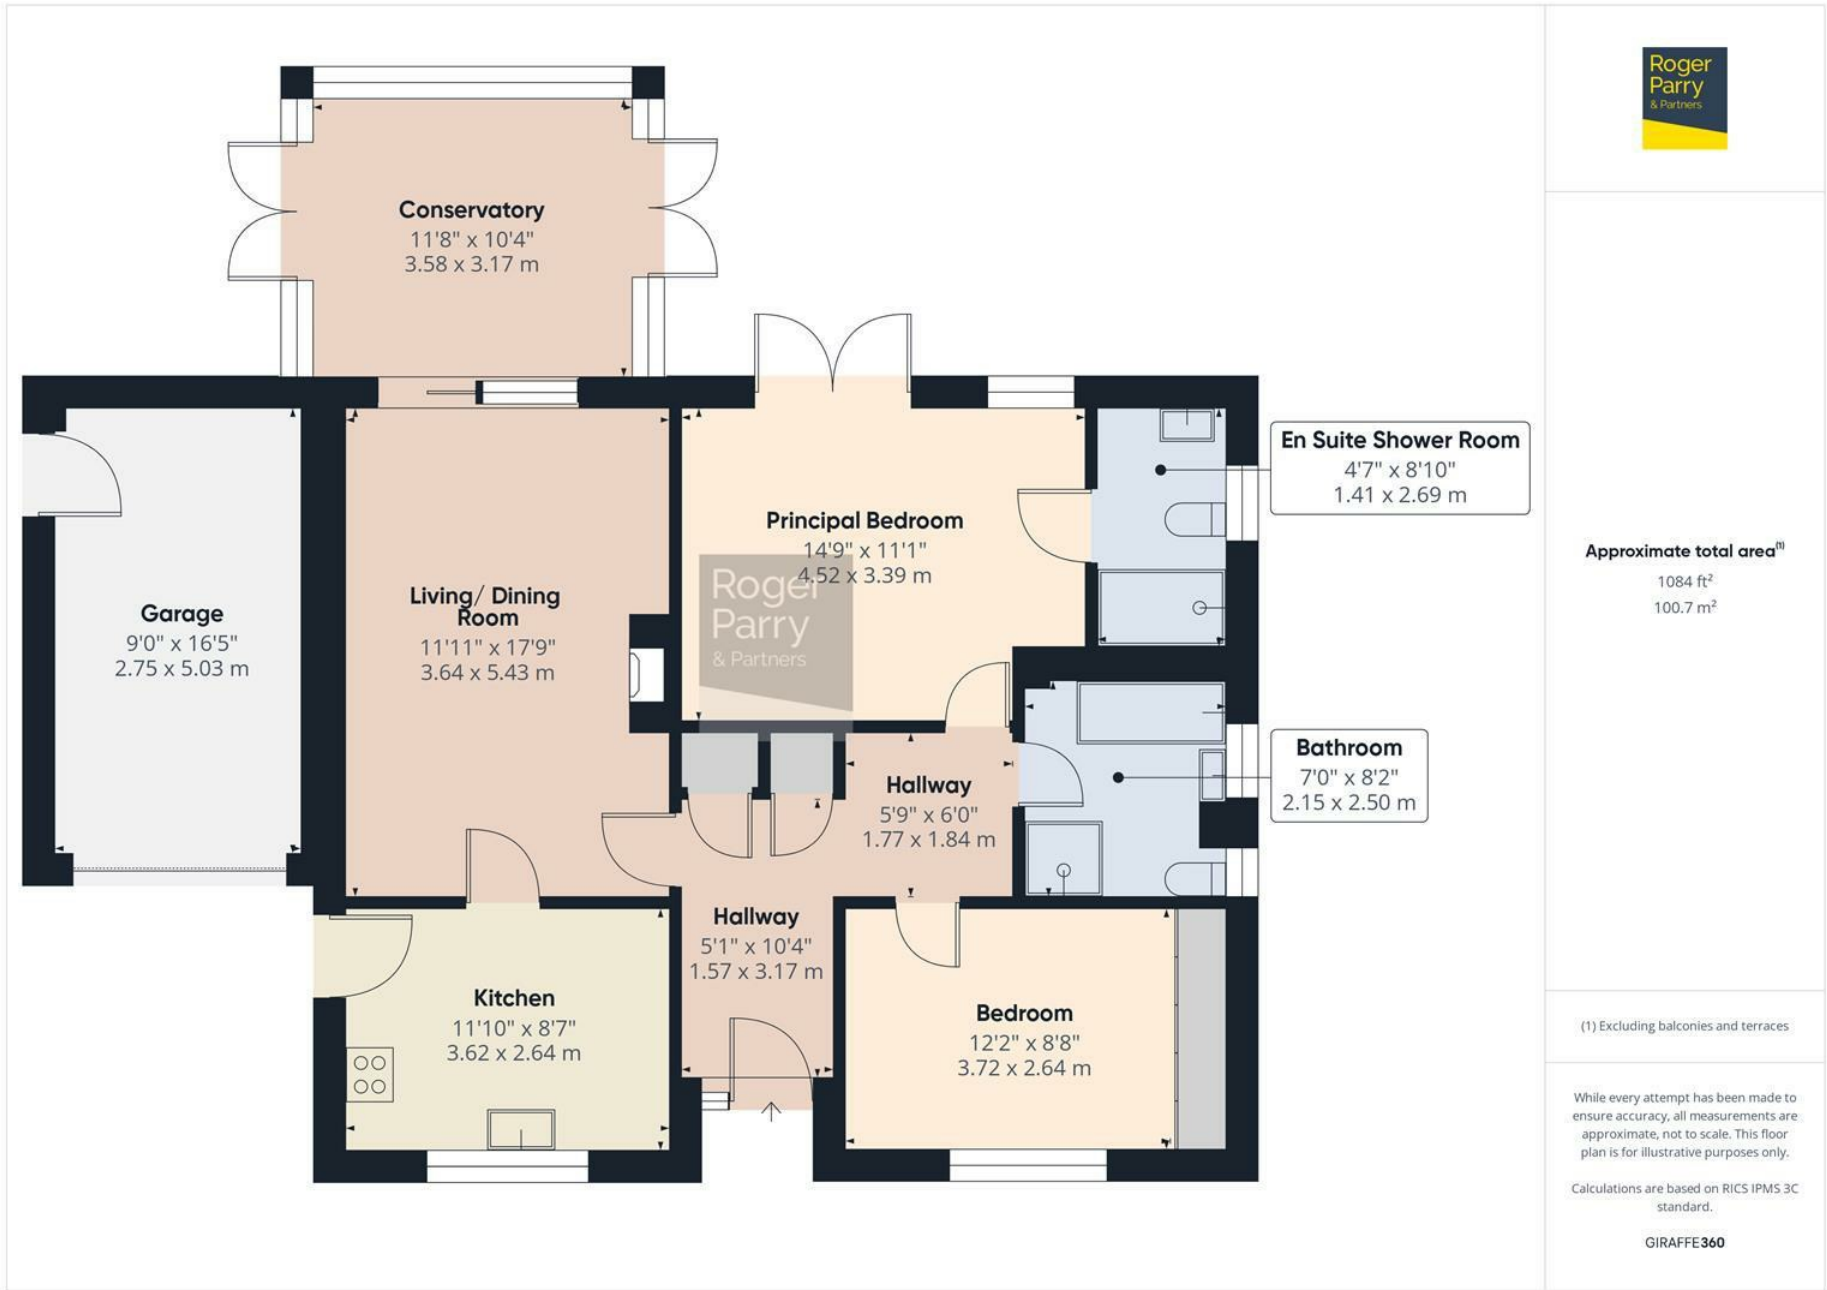 Conservatory
11'8" x 10'4"
3.58 x 3.17 m
Principal Bedroom
14'9" x 11'1"
4.52 x 3.39 m
En Suite Shower Room
4'7" x 8'10"
1.41 x 2.69 m
Living/ Dining
Room
11'11" x 17'9"
3.64 x 5.43 m
Garage
9'0" x 16'5"
2.75 x 5.03 m
Roger
Parry
& Partners
Hallway
5'9" x 6'0"
1.77 x 1.84 m
Bathroom
7'0" x 8'2"
2.15 x 2.50 m
Hallway
5'1" x 10'4"
1.57 x 3.17 m
Kitchen
11'10" x 8'7"
3.62 x 2.64 m
Bedroom
12'2" x 8'8"
3.72 x 2.64 m
Roger
Parry
& Partners
Approximate total area(1)
1084 ft²
100.7 m²
(1) Excluding balconies and terraces
While every attempt has been made to
ensure accuracy, all measurements are
approximate, not to scale. This floor
plan is for illustrative purposes only.
Calculations are based on RICS IPMS 3C
standard.
GIRAFFE360